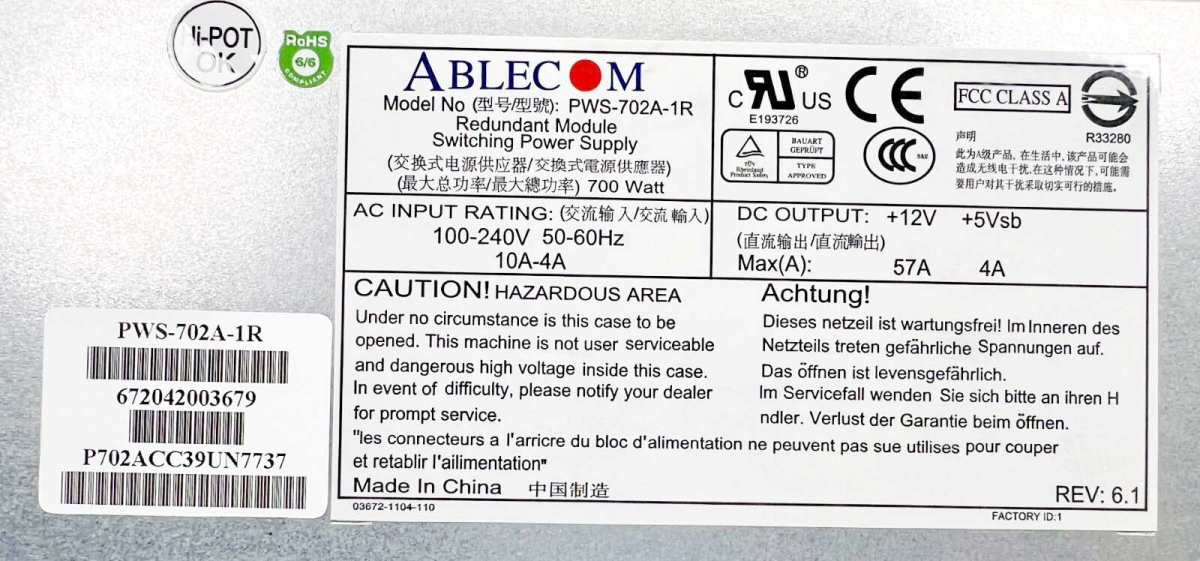 Hi-POT
OK
RoHS
6/6
COMPLIANT
ABLECOM
Model No (型号/型號): PWS-702A-1R
Redundant Module
Switching Power Supply
(交换式电源供应器/交換式電源供應器)
(最大总功率/最大總功率) 700 Watt
C RU ® US
E193726
CE
FCC CLASS A
R33280
TÜV
Rheinland
Product Safety
BAUART
GEPRÜFT
TYPE
APPROVED
CCC S&E
声明
此为A级产品, 在生活中, 该产品可能会
造成无线电干扰. 在这种情况下, 可能需
要用户对其干扰采取切实可行的措施。
AC INPUT RATING: (交流输入/交流輸入)
100-240V 50-60Hz
10A-4A
DC OUTPUT: +12V +5Vsb
(直流输出/直流輸出)
Max(A): 57A 4A
CAUTION! HAZARDOUS AREA
Under no circumstance is this case to be
opened. This machine is not user serviceable
and dangerous high voltage inside this case.
In event of difficulty, please notify your dealer
for prompt service.
Achtung!
Dieses netzeil ist wartungsfrei! Im Inneren des
Netzteils treten gefährliche Spannungen auf.
Das öffnen ist levensgefährlich.
Im Servicefall wenden Sie sich bitte an ihren H
ndler. Verlust der Garantie beim öffnen.
"les connecteurs a l'arricre du bloc d'alimentation ne peuvent pas sue utilises pour couper
et retablir l'ailimentation"
Made In China 中国制造
REV: 6.1
03672-1104-110
FACTORY ID:1
PWS-702A-1R
672042003679
P702ACC39UN7737